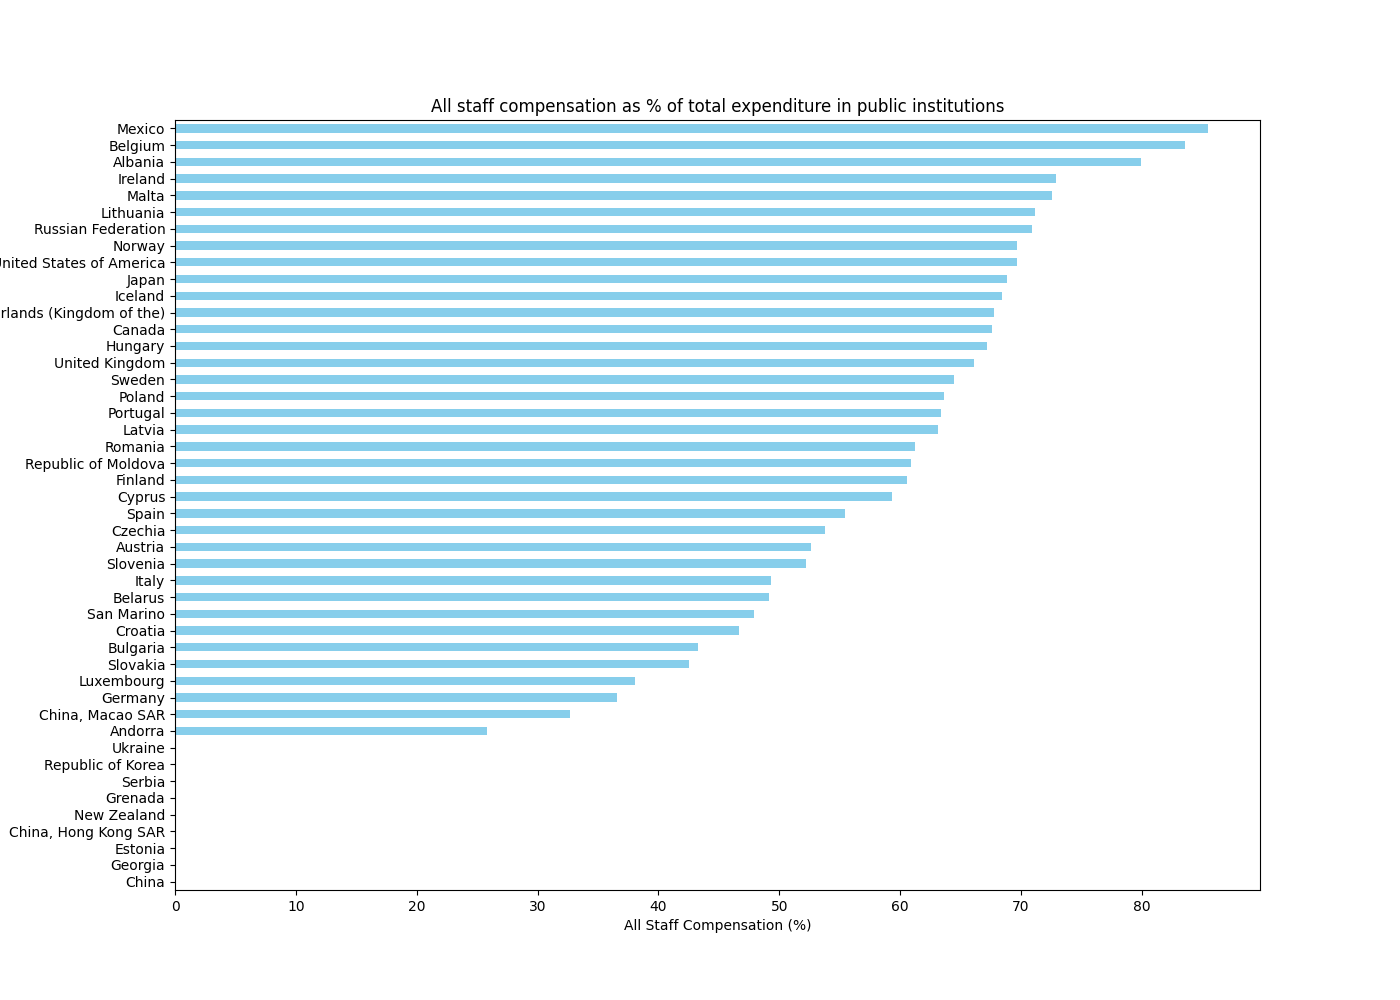 All staff compensation as % of total expenditure in public institutions
Mexico
Belgium
Albania
Ireland
Malta
Lithuania
Russian Federation
Norway
United States of America
Japan
Iceland
rlands (Kingdom of the)
Canada
Hungary
United Kingdom
Sweden
Poland
Portugal
Latvia
Romania
Republic of Moldova
Finland
Cyprus
Spain
Czechia
Austria
Slovenia
Italy
Belarus
San Marino
Croatia
Bulgaria
Slovakia
Luxembourg
Germany
China, Macao SAR
Andorra
Ukraine
Republic of Korea
Serbia
Grenada
New Zealand
China, Hong Kong SAR
Estonia
Georgia
China
0 10 20 30 40 50 60 70 80
All Staff Compensation (%)